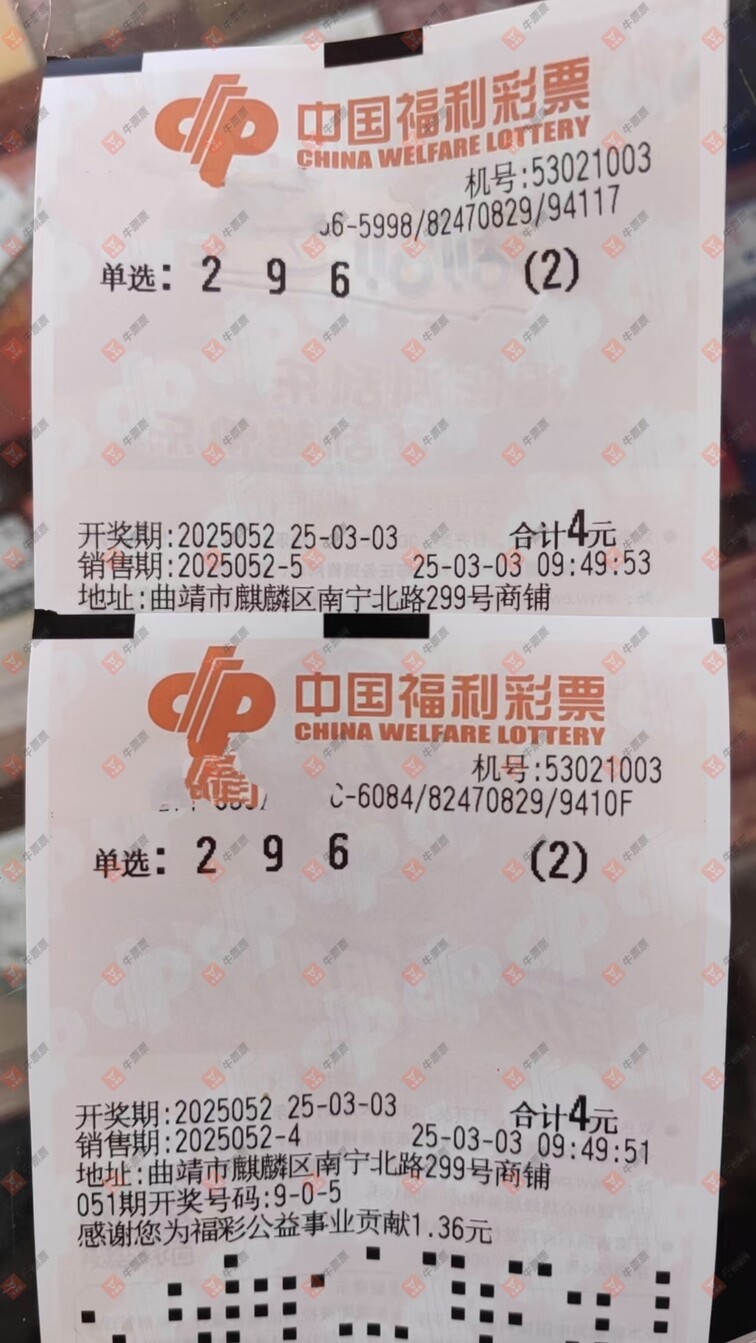 中国福利彩票
CHINA WELFARE LOTTERY
机号:53021003
6-5998/82470829/94117
单选: 2 9 6 (2)
开奖期:2025052 25-03-03 合计4元
销售期:2025052-5 25-03-03 09:49:53
地址:曲靖市麒麟区南宁北路299号商铺
中国福利彩票
CHINA WELFARE LOTTERY
机号:53021003
-6084/82470829/9410F
单选: 2 9 6 (2)
开奖期:2025052 25-03-03 合计4元
销售期:2025052-4 25-03-03 09:49:51
地址:曲靖市麒麟区南宁北路299号商铺
051期开奖号码:9-0-5
感谢您为福彩公益事业贡献1.36元